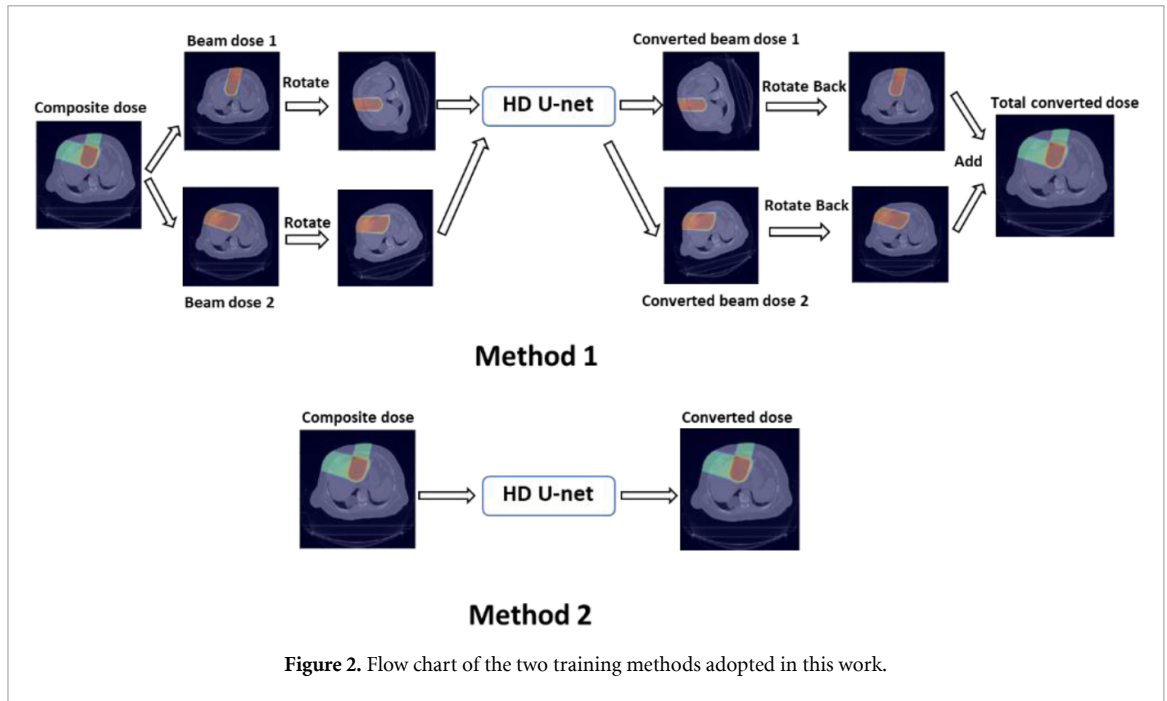 Beam dose 1
Converted beam dose 1
Rotate
Rotate Back
Composite dose
HD U-net
Total converted dose
Add
Rotate
Rotate Back
Beam dose 2
Converted beam dose 2
Method 1
Composite dose
Converted dose
HD U-net
Method 2
Figure 2. Flow chart of the two training methods adopted in this work.